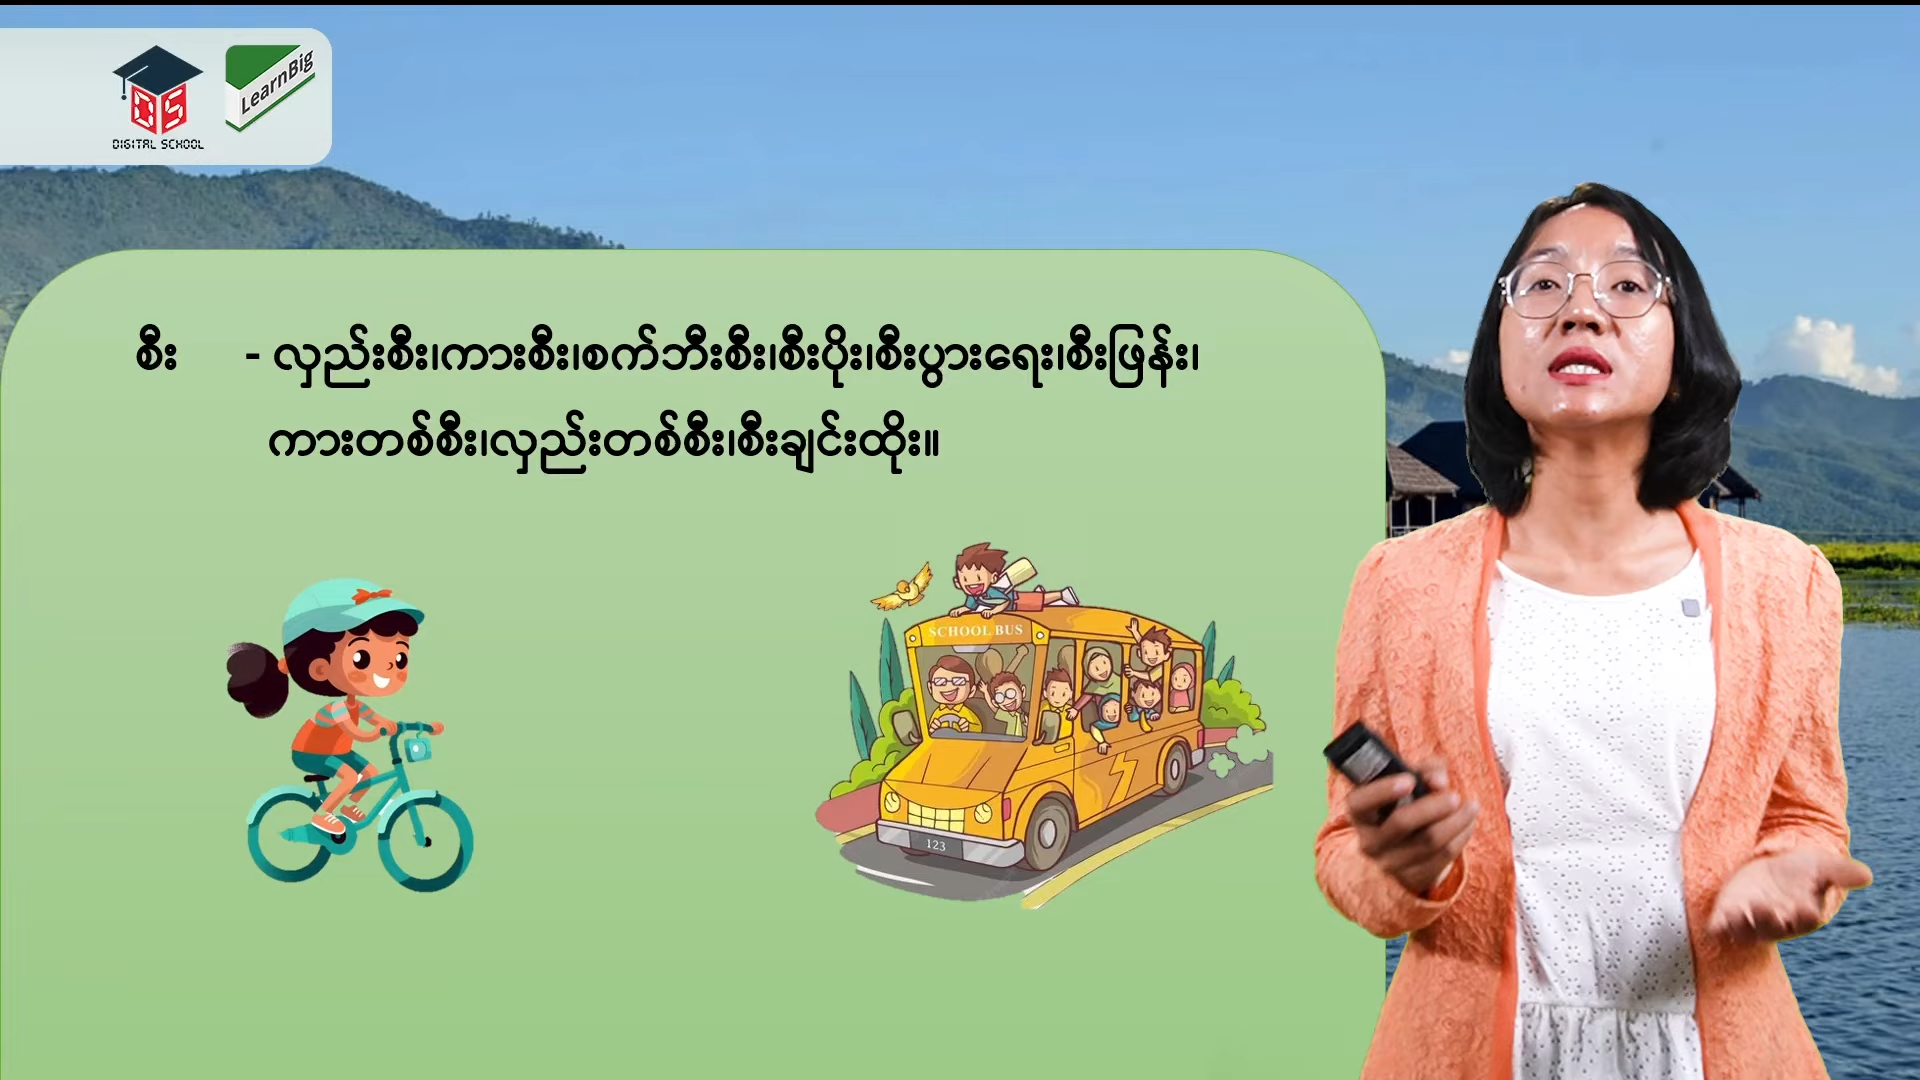 DS
DIGITAL SCHOOL
LearnBig
စီး - လှည်းစီး၊ကားစီး၊စက်ဘီးစီး၊စီးပိုး၊စီးပွားရေး၊စီးဖြန်း၊
ကားတစ်စီး၊လှည်းတစ်စီး၊စီးချင်းထိုး။
SCHOOL BUS
123